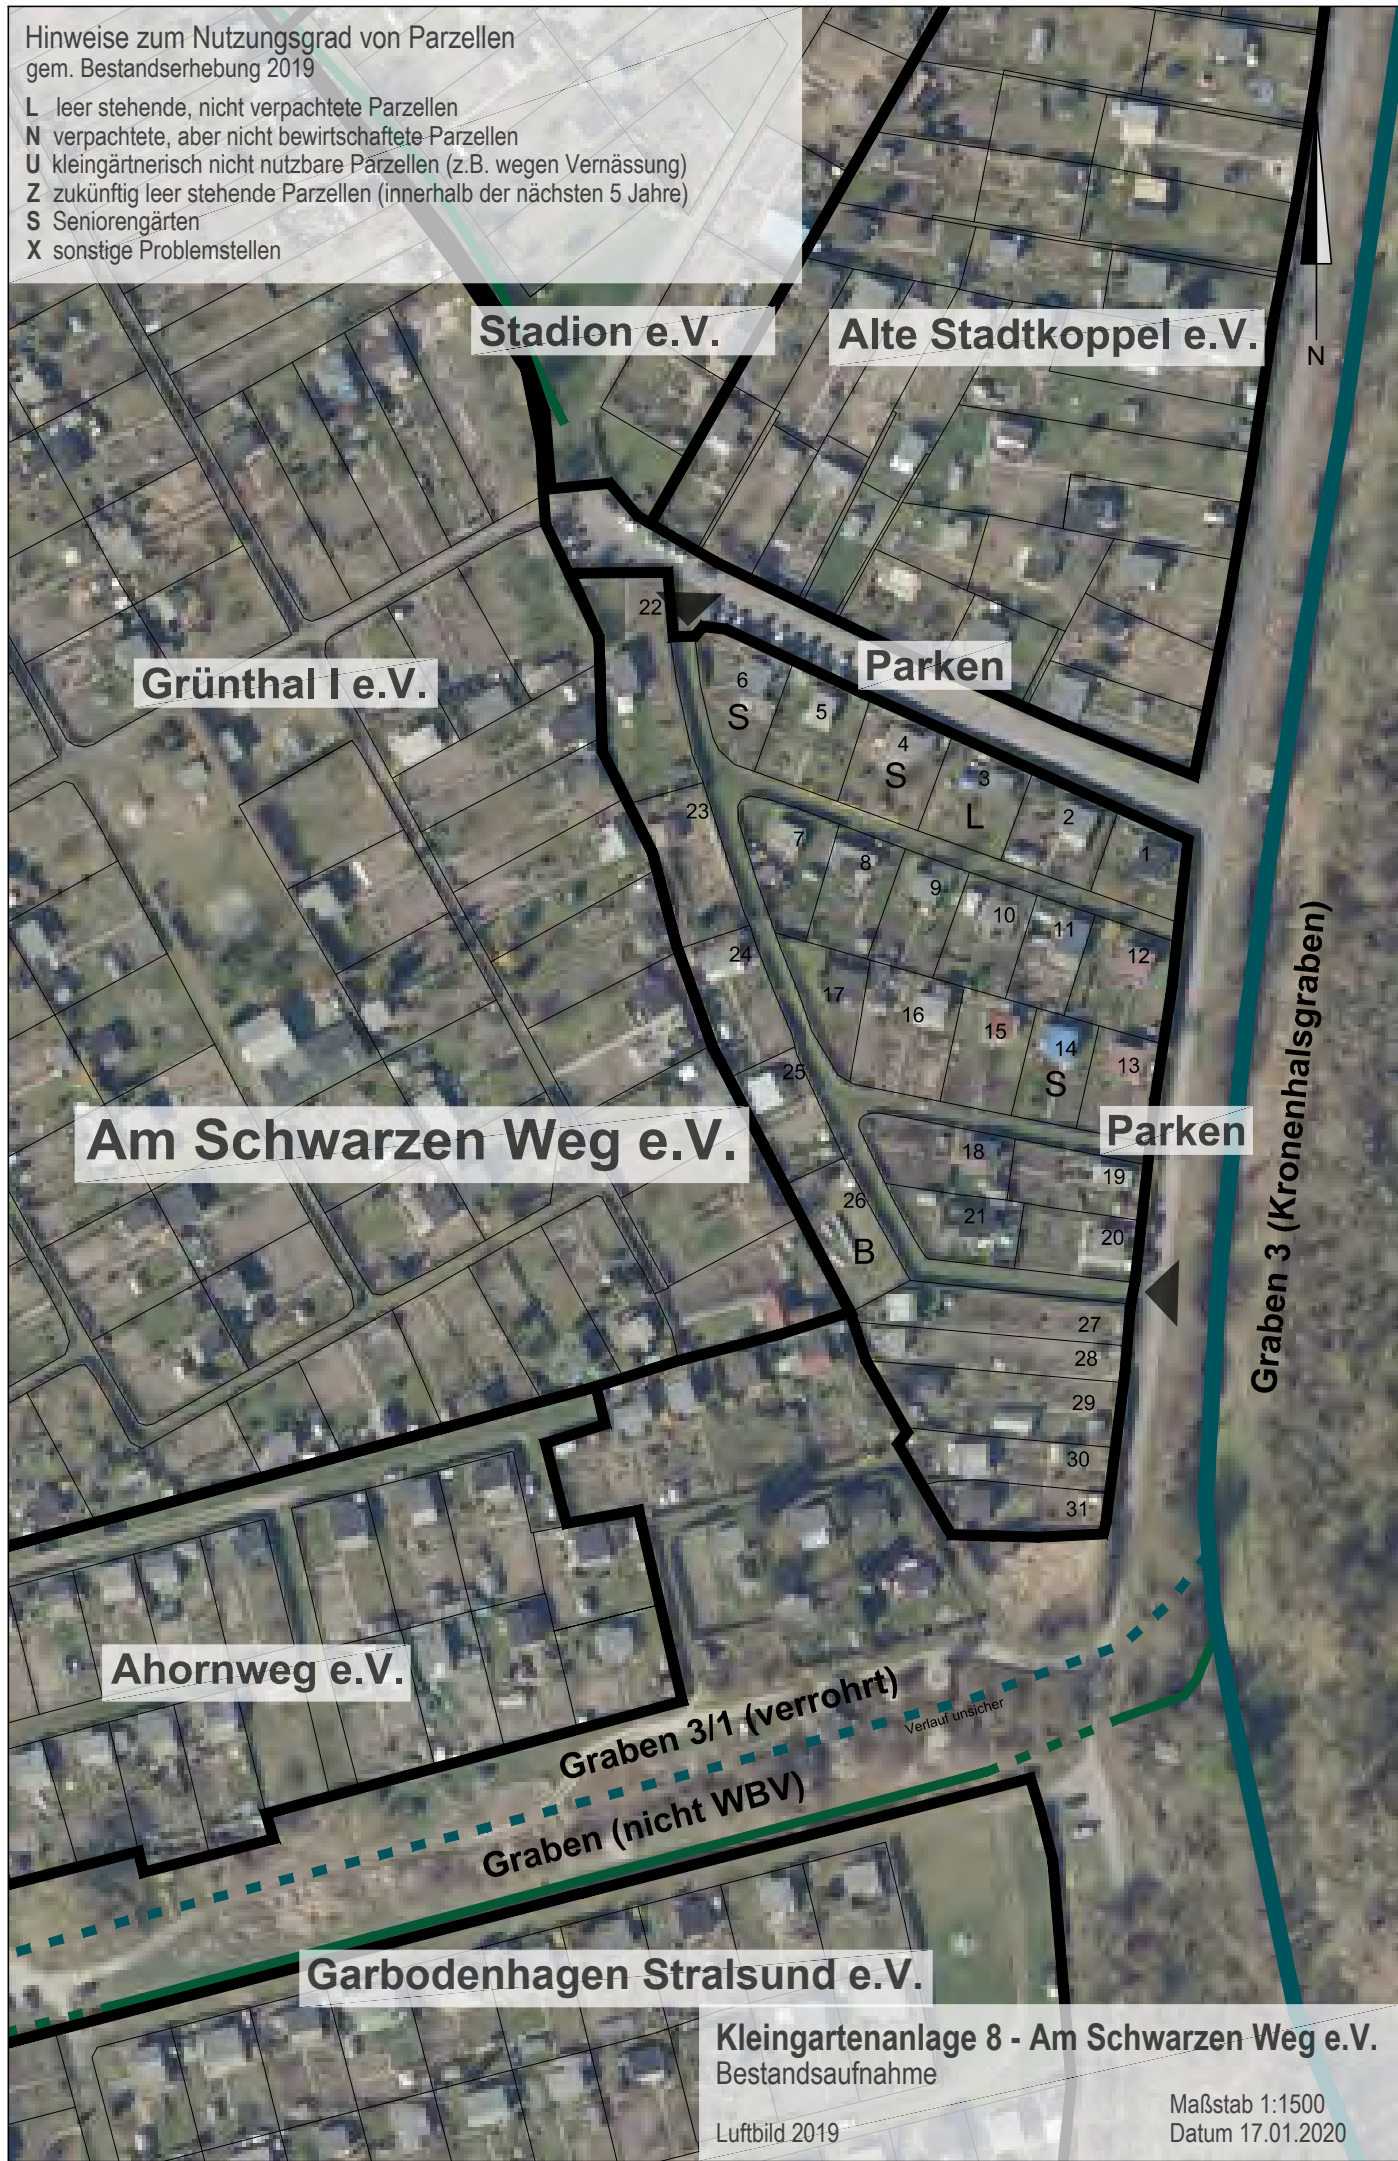 Hinweise zum Nutzungsgrad von Parzellen
gem. Bestandserhebung 2019
L leer stehende, nicht verpachtete Parzellen
N verpachtete, aber nicht bewirtschaftete Parzellen
U kleingärtnerisch nicht nutzbare Parzellen (z.B. wegen Vernässung)
Z zukünftig leer stehende Parzellen (innerhalb der nächsten 5 Jahre)
S Seniorengärten
X sonstige Problemstellen
Stadion e.V.
Alte Stadtkoppel e.V.
N
22
Grünthal I e.V.
Parken
6
S
5
4
S
3
L
2
1
23
7
8
9
10
11
12
24
17
16
15
14
S
13
25
Graben 3 (Kronenhalsgraben)
Am Schwarzen Weg e.V.
Parken
18
19
26
21
20
B
27
28
29
30
31
Ahornweg e.V.
Graben 3/1 (verrohrt)
Verlauf unsicher
Graben (nicht WBV)
Garbodenhagen Stralsund e.V.
Kleingartenanlage 8 - Am Schwarzen Weg e.V.
Bestandsaufnahme
Maßstab 1:1500
Luftbild 2019
Datum 17.01.2020